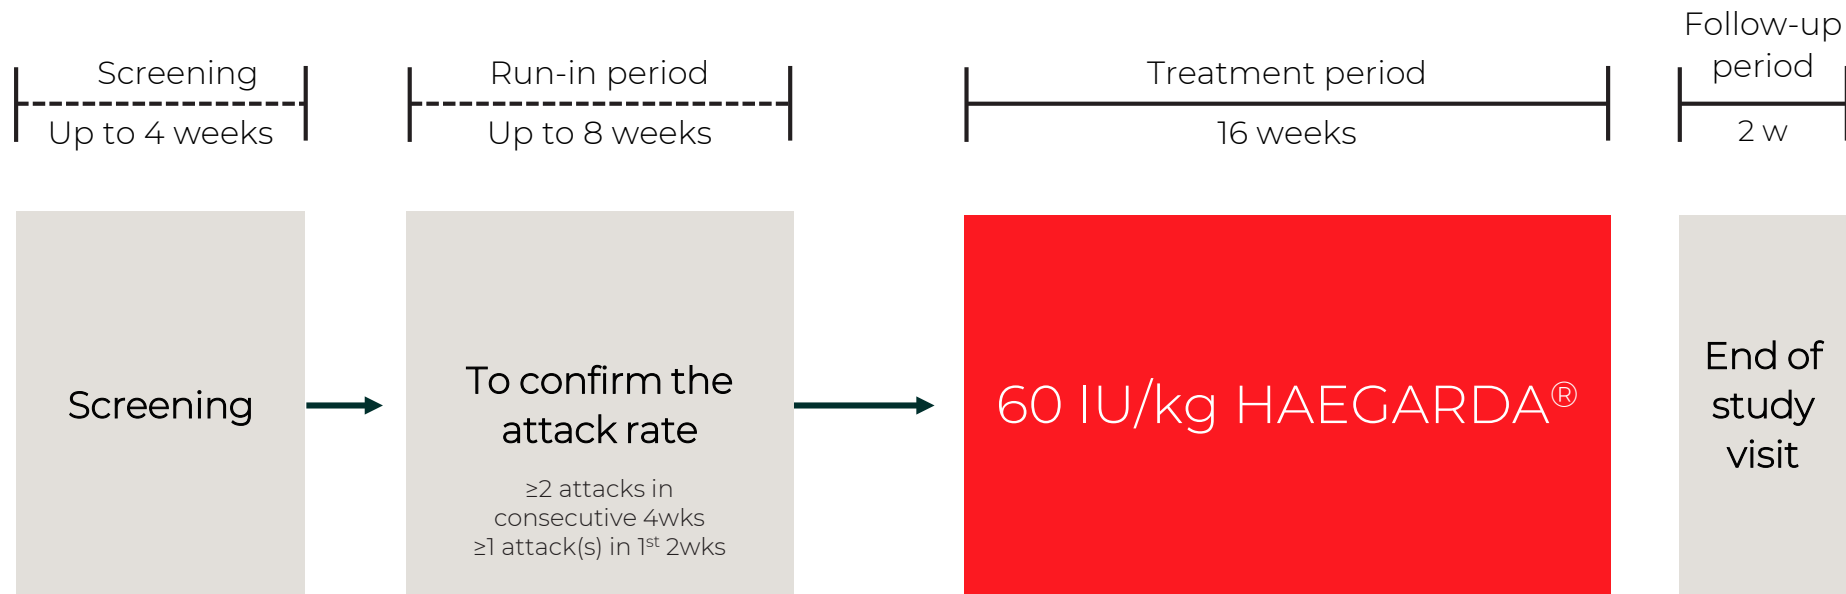 Screening
Up to 4 weeks
Run-in period
Up to 8 weeks
Treatment period
16 weeks
Follow-up
period
2 w
Screening
To confirm the
attack rate
≥2 attacks in
consecutive 4wks
≥1 attack(s) in 1st 2wks
60 IU/kg HAEGARDA®
End of
study
visit